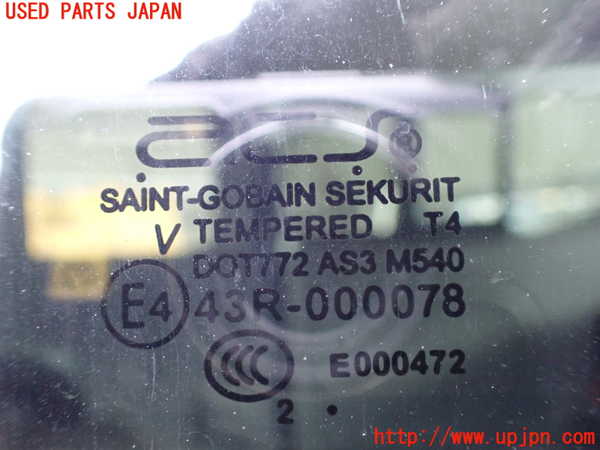 USED PARTS JAPAN
SAINT-GOBAIN SEKURIT
V TEMPERED T4
DOT772 AS3 M540
E4 43R-000078
CCC E000472
2 .
http://www.upjpn.com